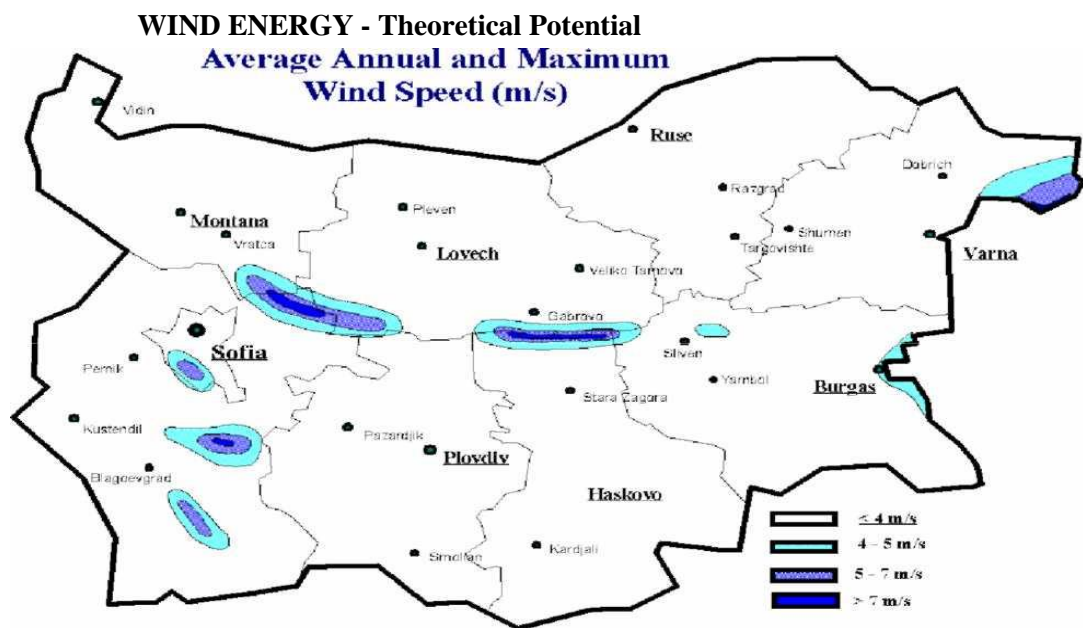 WIND ENERGY - Theoretical Potential
Average Annual and Maximum
Wind Speed (m/s)
Vidin
Ruse
Dobrich
Razgrad
Pleven
Montana
Vratca
Shumen
Targovishte
Varna
Lovech
Veliko Tarnovo
Gabrovo
Sofia
Sliven
Pernik
Yambol
Burgas
Stara Zagora
Kustendil
Pazardjik
Plovdiv
Blagoevgrad
Haskovo
Smolian
Kardjali
< 4 m/s
4 - 5 m/s
5 - 7 m/s
> 7 m/s